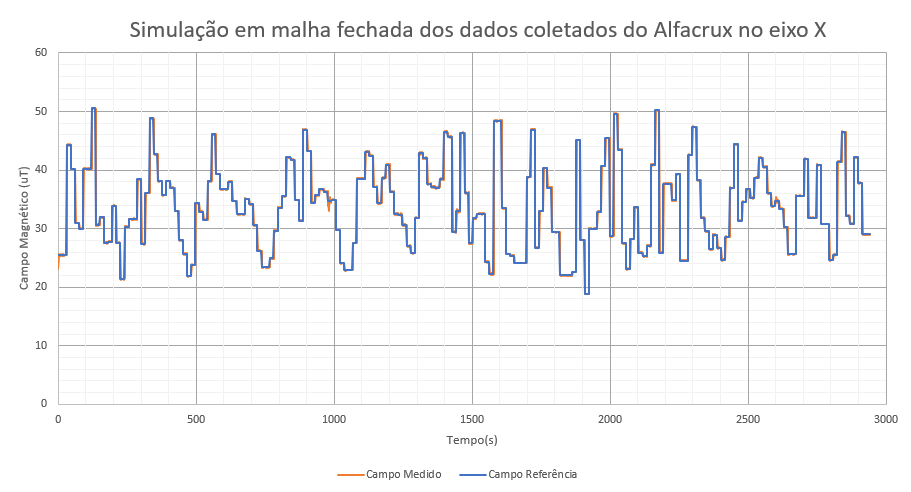 Simulação em malha fechada dos dados coletados do Alfacrux no eixo X
60
50
40
30
20
10
0
Campo Magnético (uT)
0 500 1000 1500 2000 2500 3000
Tempo(s)
Campo Medido Campo Referência